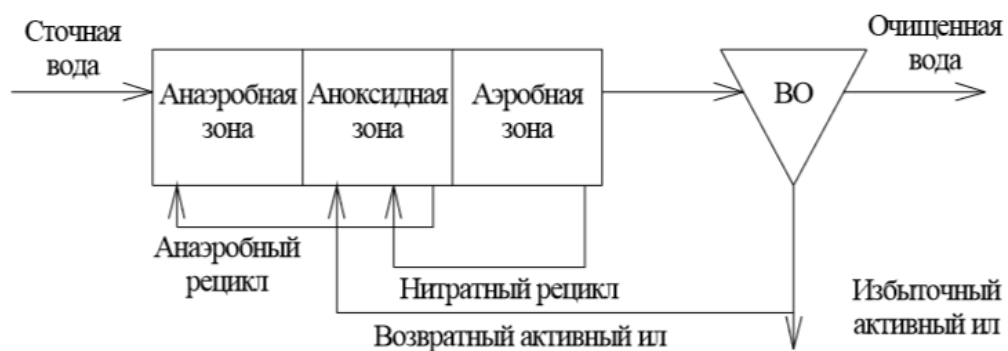 Сточная
вода
Очищенная
вода
Анаэробная
зона
Аноксидная
зона
Аэробная
зона
ВО
Анаэробный
рецикл
Нитратный рецикл
Возвратный активный ил
Избыточный
активный ил